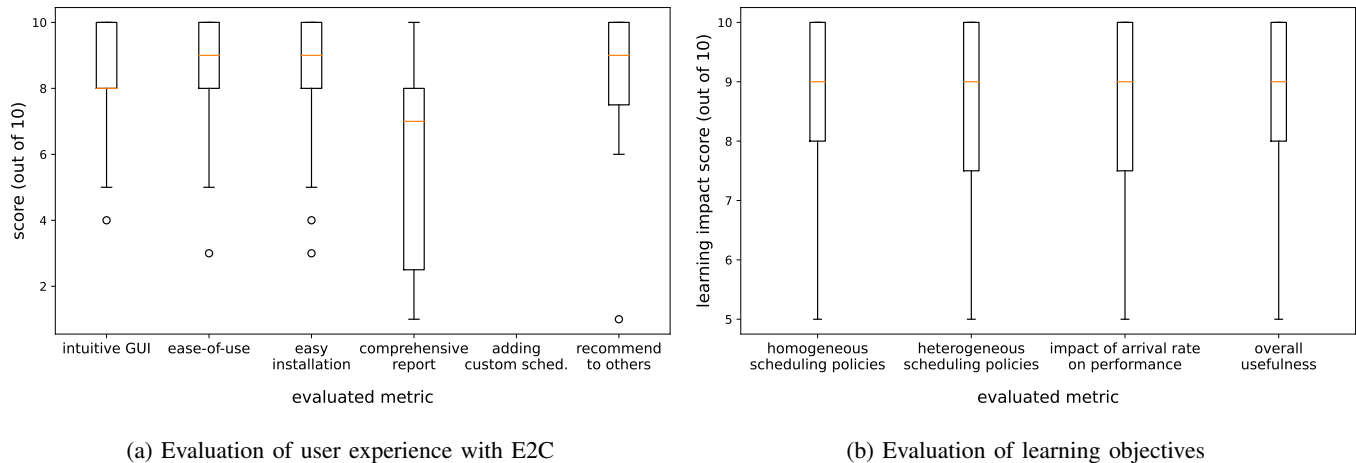 10
8
6
4
2
score (out of 10)
intuitive GUI
ease-of-use
easy
installation
comprehensive
report
adding
custom sched.
recommend
to others
evaluated metric
(a) Evaluation of user experience with E2C
10
9
8
7
6
5
learning impact score (out of 10)
homogeneous
scheduling policies
heterogeneous
scheduling policies
impact of arrival rate
on performance
overall
usefulness
evaluated metric
(b) Evaluation of learning objectives